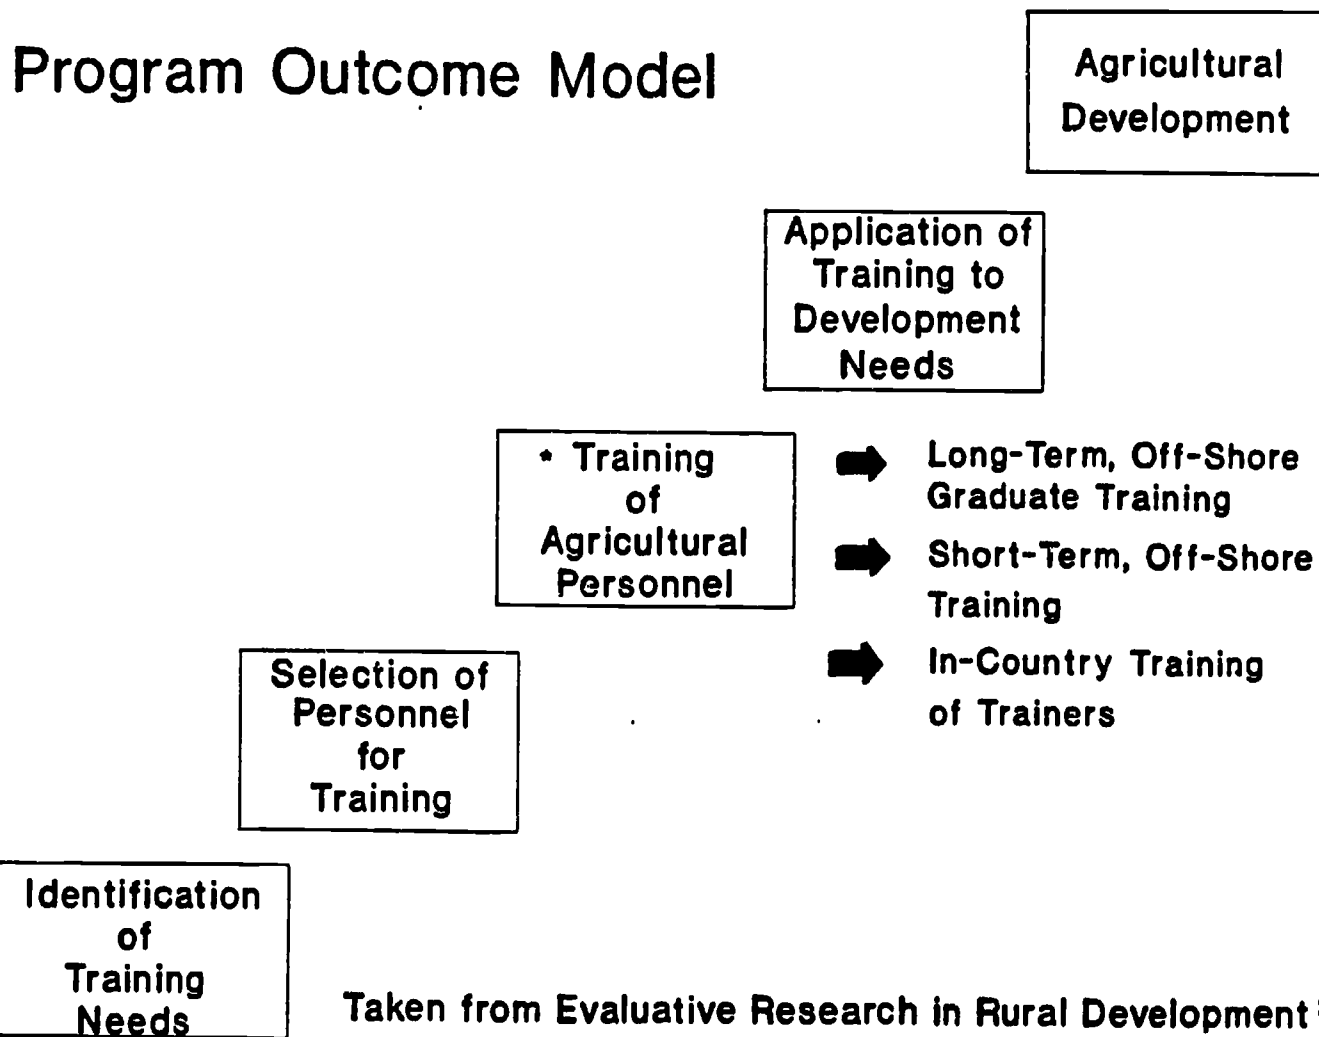 Program Outcome Model
Agricultural
Development
Application of
Training to
Development
Needs
* Training
of
Agricultural
Personnel
Long-Term, Off-Shore
Graduate Training
Short-Term, Off-Shore
Training
In-Country Training
of Trainers
Selection of
Personnel
for
Training
Identification
of
Training
Needs
Taken from Evaluative Research in Rural Development